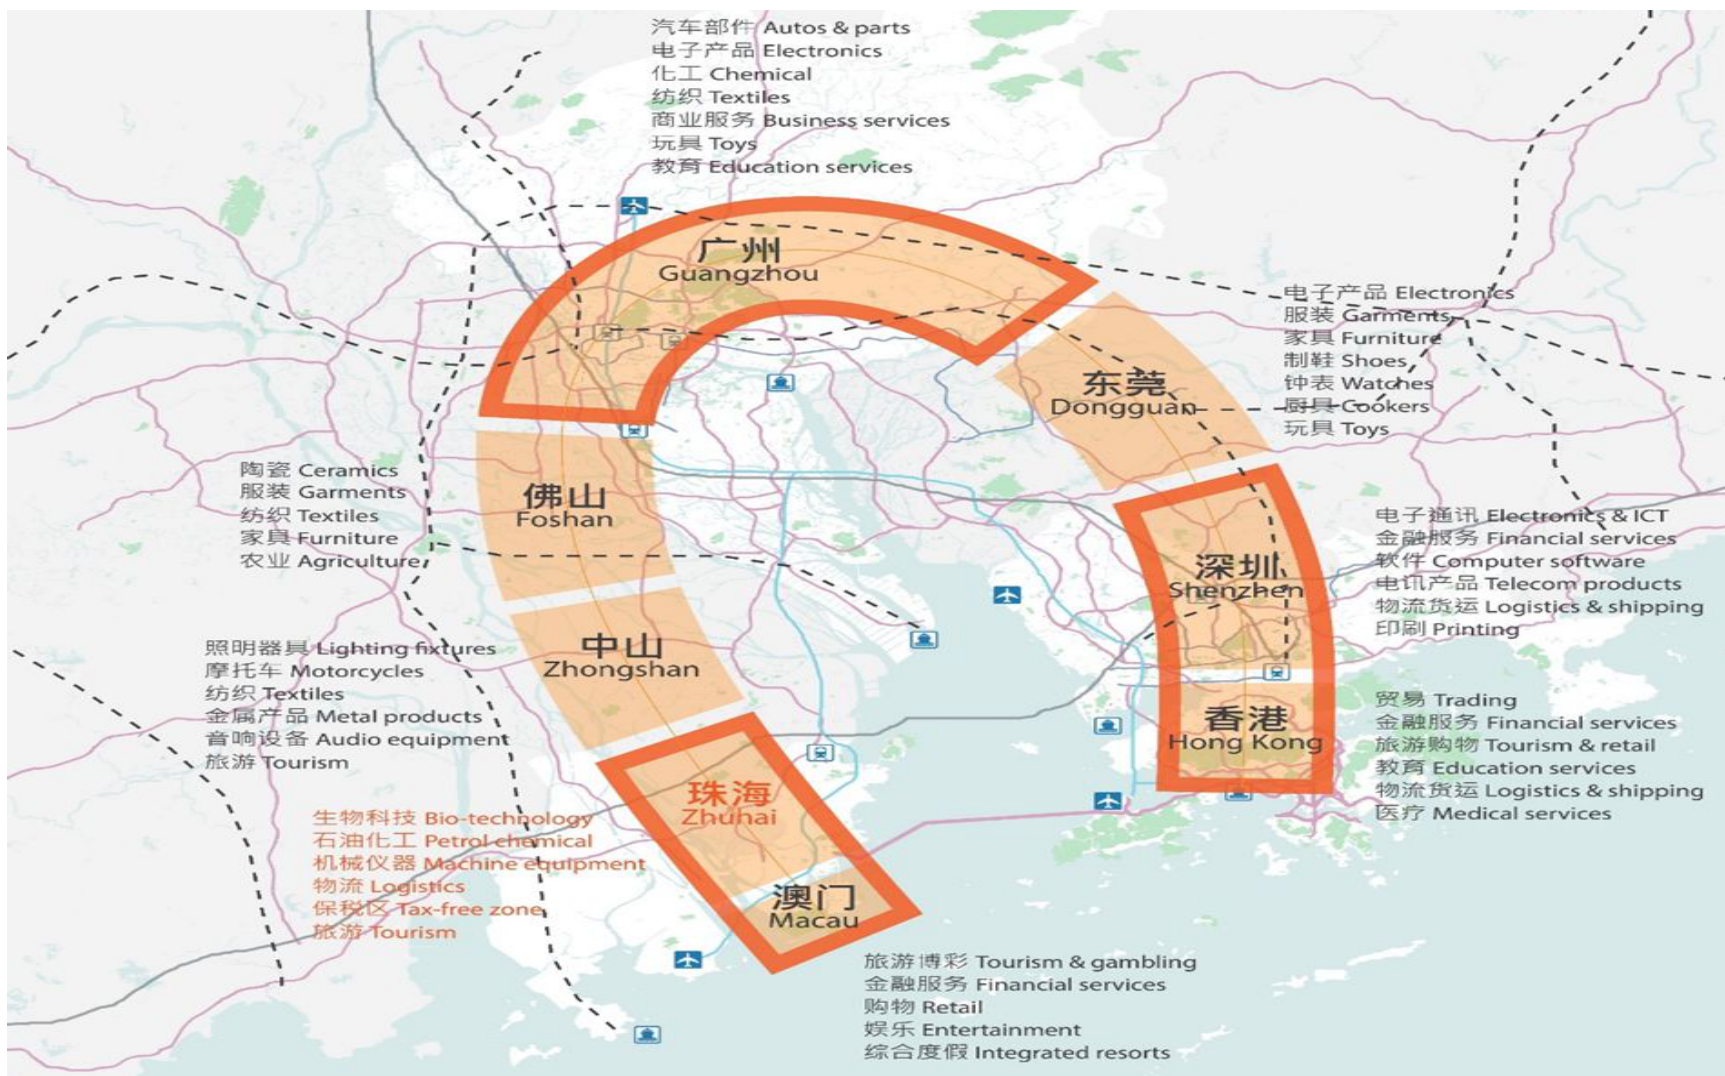 汽车部件 Autos & parts
电子产品 Electronics
化工 Chemical
纺织 Textiles
商业服务 Business services
玩具 Toys
教育 Education services
广州
Guangzhou
电子产品 Electronics
服装 Garments
家具 Furniture
制鞋 Shoes
钟表 Watches
厨具 Cookers
玩具 Toys
东莞
Dongguan
陶瓷 Ceramics
服装 Garments
纺织 Textiles
家具 Furniture
农业 Agriculture
佛山
Foshan
电子通讯 Electronics & ICT
金融服务 Financial services
软件 Computer software
电讯产品 Telecom products
物流货运 Logistics & shipping
印刷 Printing
深圳
Shenzhen
照明器具 Lighting fixtures
摩托车 Motorcycles
纺织 Textiles
金属产品 Metal products
音响设备 Audio equipment
旅游 Tourism
中山
Zhongshan
贸易 Trading
金融服务 Financial services
旅游购物 Tourism & retail
教育 Education services
物流货运 Logistics & shipping
医疗 Medical services
香港
Hong Kong
生物科技 Bio-technology
石油化工 Petrol chemical
机械仪器 Machine equipment
物流 Logistics
保税区 Tax-free zone
旅游 Tourism
珠海
Zhuhai
澳门
Macau
旅游博彩 Tourism & gambling
金融服务 Financial services
购物 Retail
娱乐 Entertainment
综合度假 Integrated resorts